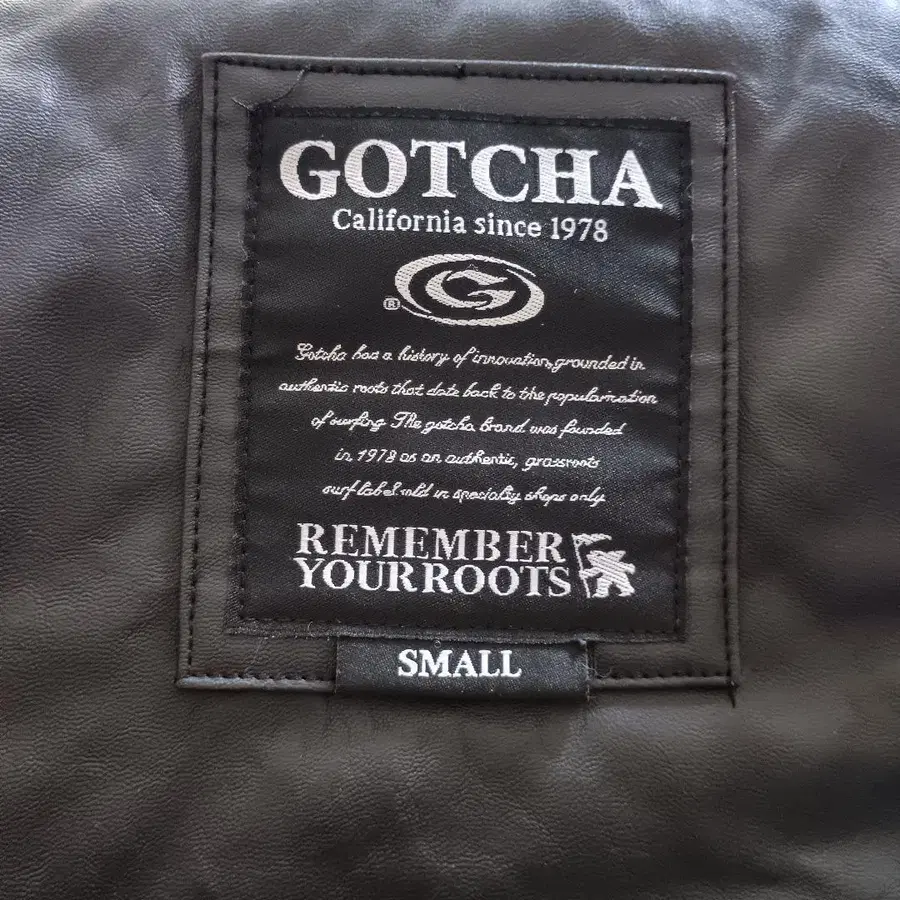 GOTCHA
California since 1978
®
Gotcha has a history of innovation, grounded in
authentic roots that date back to the popularization
of surfing The gotcha brand was founded
in 1978 as an authentic, grassroots
surf label sold in specialty shops only
REMEMBER
YOUR ROOTS
SMALL